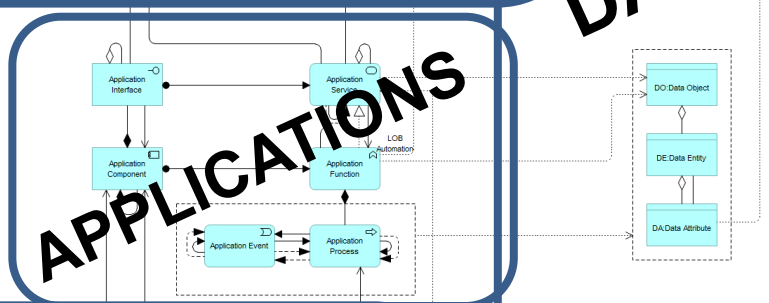 DA
Application
Interface
Application
Service
DO:Data Object
LOB
Automation
Application
Component
Application
Function
DE:Data Entity
APPLICATIONS
Application Event
Application
Process
DA:Data Attribute